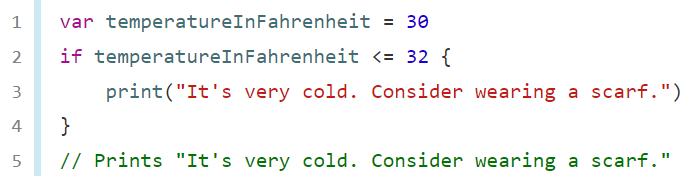 1 var temperatureInFahrenheit = 30
2 if temperatureInFahrenheit <= 32 {
3     print("It's very cold. Consider wearing a scarf.")
4 }
5 // Prints "It's very cold. Consider wearing a scarf."